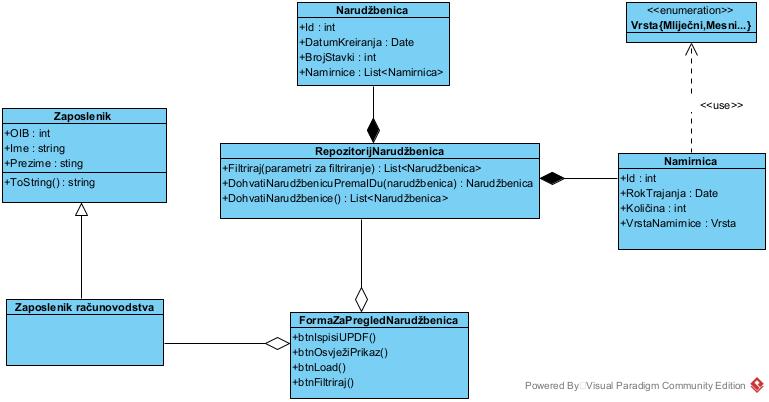 Narudžbenica
+Id : int
+DatumKreiranja : Date
+BrojStavki : int
+Namirnice : List<Namirnica>
<<enumeration>>
Vrsta{Mliječni,Mesni...}
<<use>>
Zaposlenik
+OIB : int
+Ime : string
+Prezime : sting
+ToString() : string
RepozitorijNarudžbenica
+Filtriraj(parametri za filtriranje) : List<Narudžbenica>
+DohvatiNarudžbenicuPremaIDu(narudžbenica) : Narudžbenica
+DohvatiNarudžbenice() : List<Narudžbenica>
Namirnica
+Id : int
+RokTrajanja : Date
+Količina : int
+VrstaNamirnice : Vrsta
Zaposlenik računovodstva
FormaZaPregledNarudžbenica
+btnIspisiUPDF()
+btnOsvježiPrikaz()
+btnLoad()
+btnFiltriraj()
Powered By Visual Paradigm Community Edition